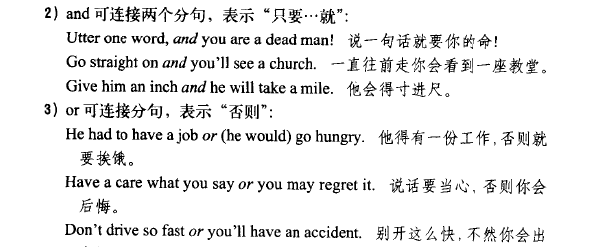 2）and 可连接两个分句，表示“只要…就”：
Utter one word, and you are a dead man! 说一句话就要你的命！
Go straight on and you'll see a church. 一直往前走你会看到一座教堂。
Give him an inch and he will take a mile. 他会得寸进尺。
3）or 可连接分句，表示“否则”：
He had to have a job or (he would) go hungry. 他得有一份工作，否则就
要挨饿。
Have a care what you say or you may regret it. 说话要当心，否则你会
后悔。
Don't drive so fast or you'll have an accident. 别开这么快，不然你会出